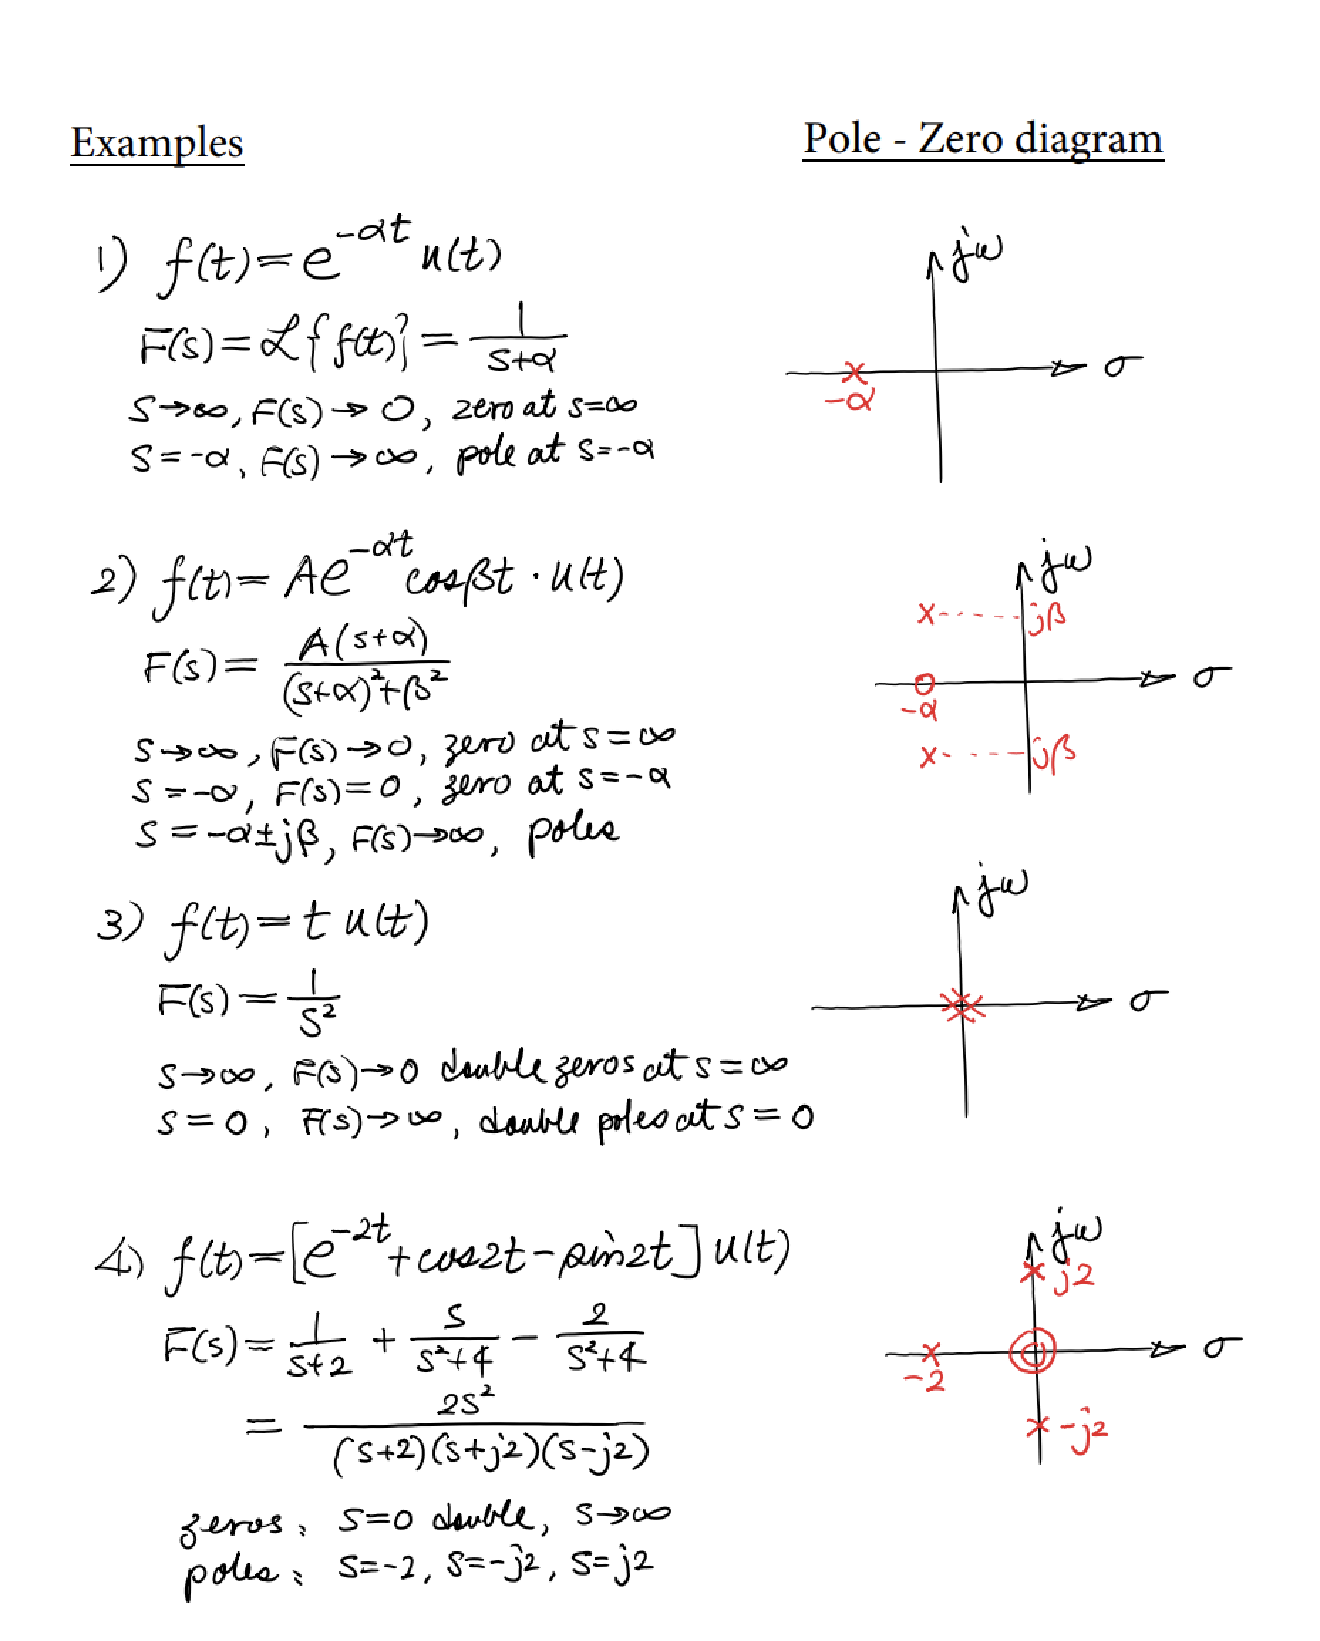 Examples
Pole - Zero diagram
1) f(t) = e^{-αt} u(t)
F(s) = ℒ{f(t)} = 1/(s+α)
s→∞, F(s)→0, zero at s=∞
s=-α, F(s)→∞, pole at s=-α
jω
σ
-α
2) f(t) = Ae^{-αt} cosβt · u(t)
F(s) = A(s+α)/((s+α)²+β²)
s→∞, F(s)→0, zero at s=∞
s=-α, F(s)=0, zero at s=-α
s=-α±jβ, F(s)→∞, poles
jω
jβ
σ
-α
jβ
3) f(t) = t u(t)
F(s) = 1/s²
s→∞, F(s)→0 double zeros at s=∞
s=0, F(s)→∞, double poles at s=0
jω
σ
4) f(t) = [e^{-2t} + cos2t - sin2t] u(t)
F(s) = 1/(s+2) + s/(s²+4) - 2/(s²+4)
= 2s²/((s+2)(s+j2)(s-j2))
zeros: s=0 double, s→∞
poles: s=-2, s=-j2, s=j2
jω
j2
σ
-2
-j2